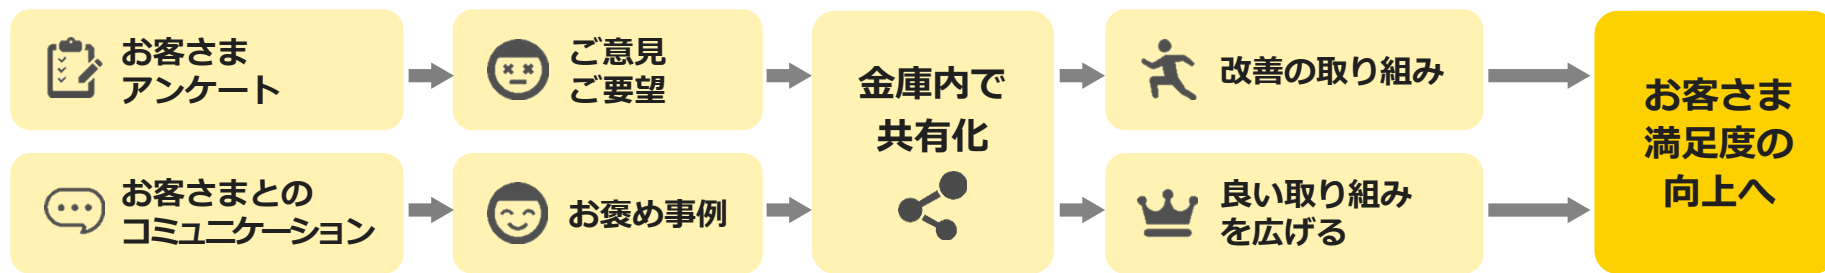 お客さま
アンケート
ご意見
ご要望
お客さまとの
コミュニケーション
お褒め事例
金庫内で
共有化
改善の取り組み
良い取り組み
を広げる
お客さま
満足度の
向上へ